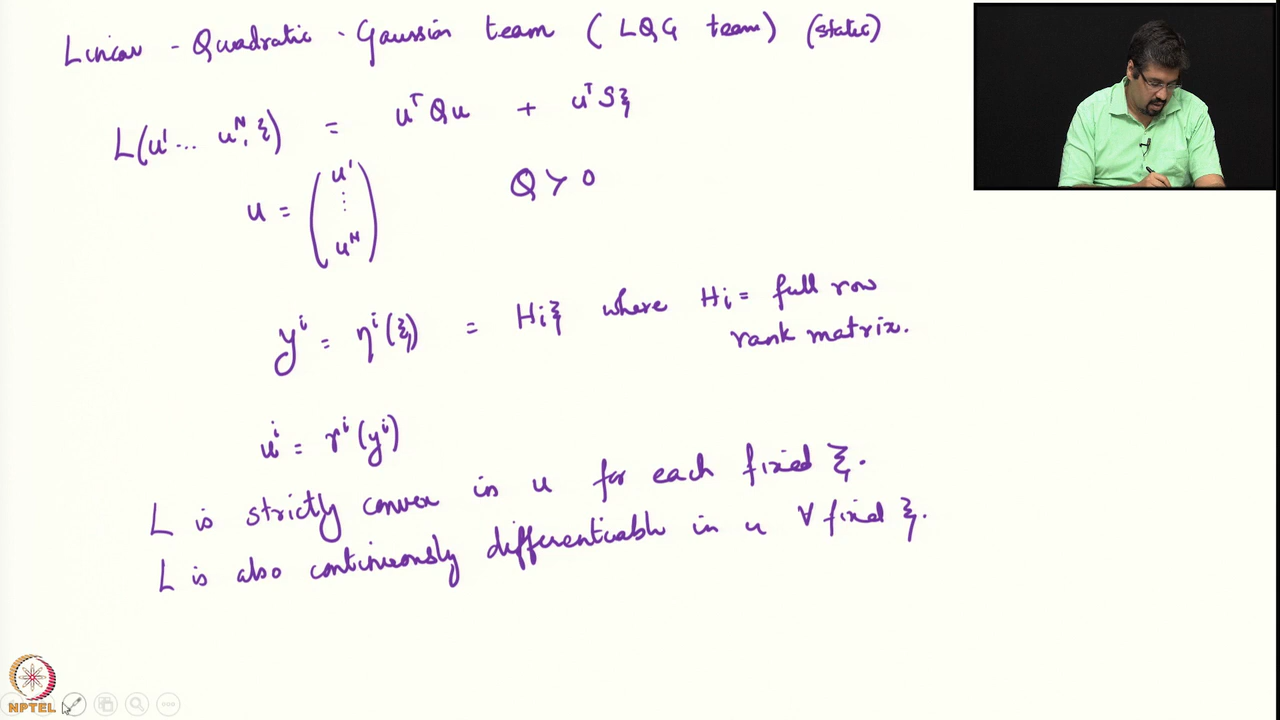 Linear - Quadratic - Gaussian team (LQG team) (static)
L(u¹ ... uᴺ, ξ) = uᵀQu + uᵀSξ
u = (u¹ ⋮ uᴺ) Q ≻ 0
yⁱ = ηⁱ(ξ) = Hᵢξ where Hᵢ = full row
rank matrix.
uⁱ = γⁱ(yⁱ)
L is strictly convex in u for each fixed ξ.
L is also continuously differentiable in u ∀ fixed ξ.
NPTEL